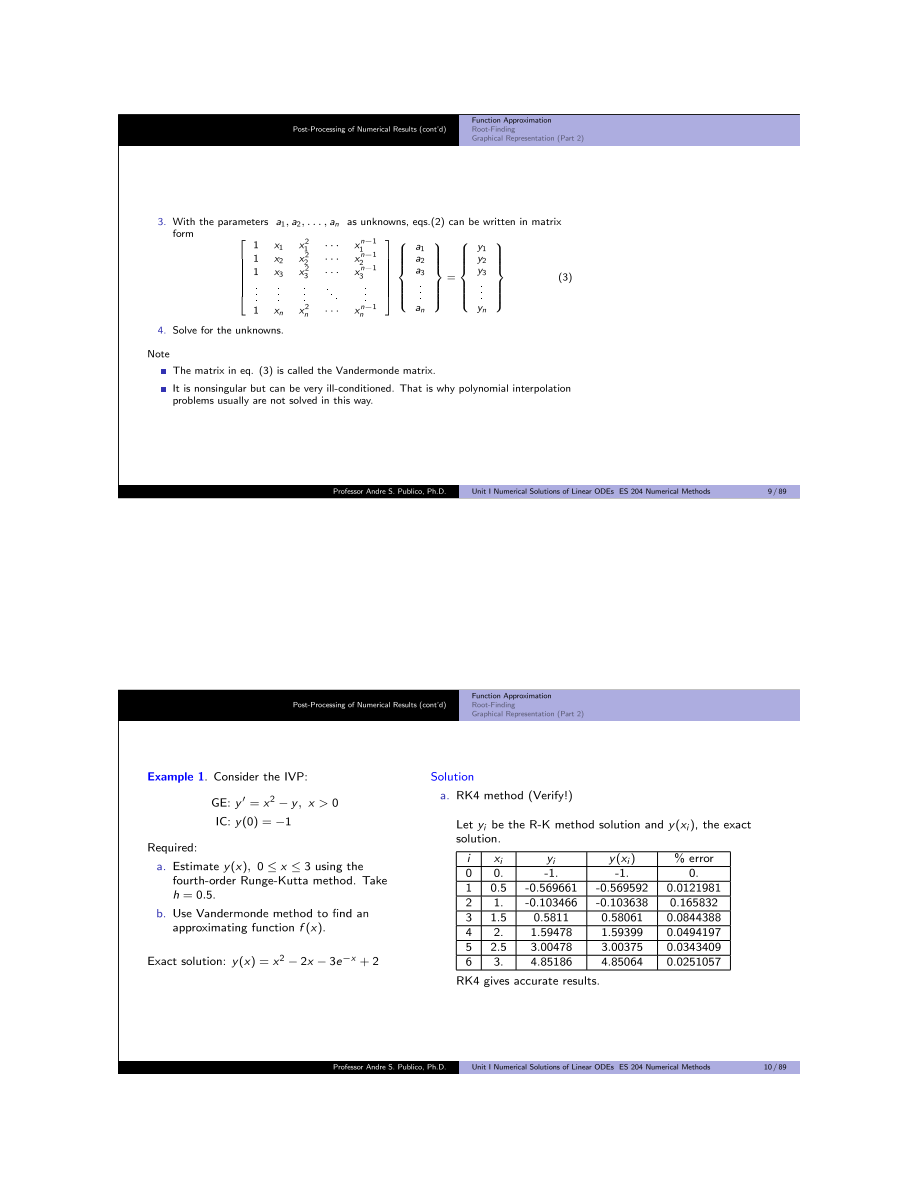 Post-Processing of Numerical Results (cont'd)
Function Approximation
Root-Finding
Graphical Representation (Part 2)
3. With the parameters a₁, a₂, . . . , aₙ as unknowns, eqs.(2) can be written in matrix
form
1 x₁ x₁² ⋯ x₁ⁿ⁻¹ a₁ y₁
1 x₂ x₂² ⋯ x₂ⁿ⁻¹ a₂ y₂
1 x₃ x₃² ⋯ x₃ⁿ⁻¹ a₃ = y₃ (3)
⋮ ⋮ ⋮ ⋱ ⋮ ⋮ ⋮
1 xₙ xₙ² ⋯ xₙⁿ⁻¹ aₙ yₙ
4. Solve for the unknowns.
Note
The matrix in eq. (3) is called the Vandermonde matrix.
It is nonsingular but can be very ill-conditioned. That is why polynomial interpolation
problems usually are not solved in this way.
Professor Andre S. Publico, Ph.D. Unit I Numerical Solutions of Linear ODEs ES 204 Numerical Methods 9 / 89
Post-Processing of Numerical Results (cont'd)
Function Approximation
Root-Finding
Graphical Representation (Part 2)
Example 1. Consider the IVP:
GE: y′ = x² − y, x > 0
IC: y(0) = −1
Required:
a. Estimate y(x), 0 ≤ x ≤ 3 using the
fourth-order Runge-Kutta method. Take
h = 0.5.
b. Use Vandermonde method to find an
approximating function f(x).
Exact solution: y(x) = x² − 2x − 3e⁻ˣ + 2
Solution
a. RK4 method (Verify!)
Let yᵢ be the R-K method solution and y(xᵢ), the exact
solution.
i xᵢ yᵢ y(xᵢ) % error
0 0. -1. -1. 0.
1 0.5 -0.569661 -0.569592 0.0121981
2 1. -0.103466 -0.103638 0.165832
3 1.5 0.5811 0.58061 0.0844388
4 2. 1.59478 1.59399 0.0494197
5 2.5 3.00478 3.00375 0.0343409
6 3. 4.85186 4.85064 0.0251057
RK4 gives accurate results.
Professor Andre S. Publico, Ph.D. Unit I Numerical Solutions of Linear ODEs ES 204 Numerical Methods 10 / 89